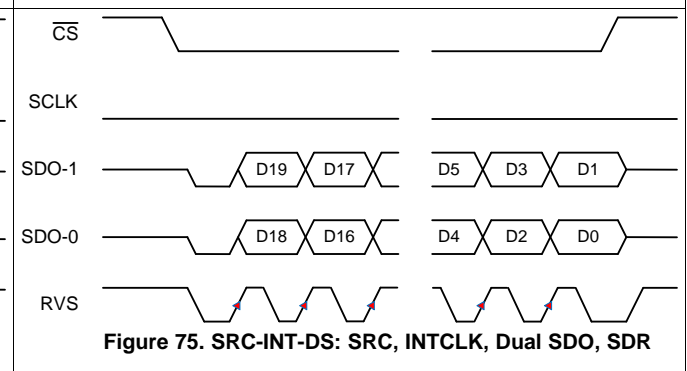 CS
SCLK
SDO-1 D19 D17 D5 D3 D1
SDO-0 D18 D16 D4 D2 D0
RVS
Figure 75. SRC-INT-DS: SRC, INTCLK, Dual SDO, SDR